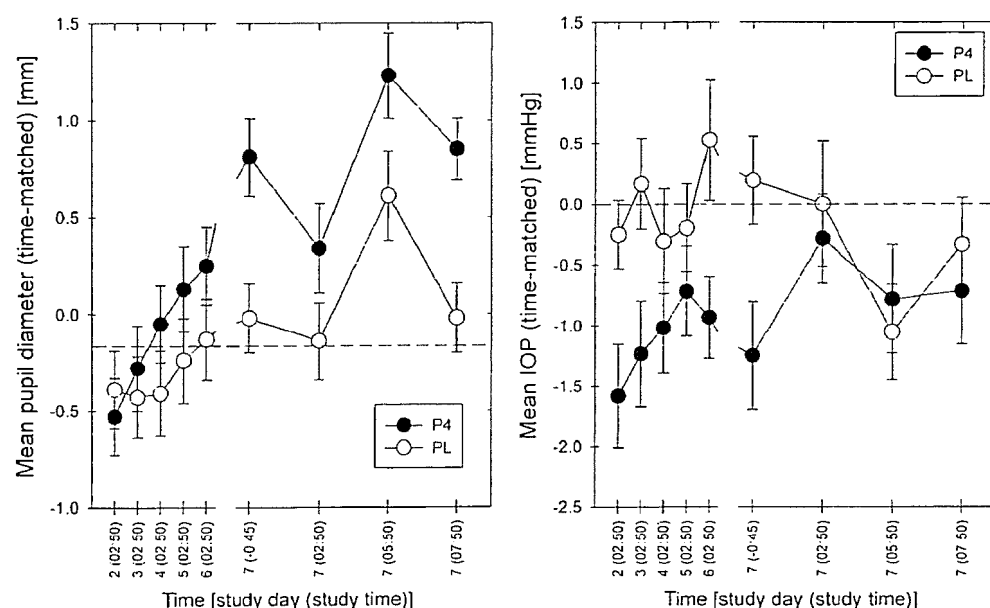 Mean pupil diameter (time-matched) [mm]
1.5
1.0
0.5
0.0
-0.5
-1.0
P4
PL
2 (02:50)
3 (02 50)
4 (02:50)
5 (02:50)
6 (02.50)
7 (-0·45)
7 (02:50)
7 (05:50)
7 (07 50)
Time [study day (study time)]
Mean IOP (time-matched) [mmHg]
1.5
1.0
0.5
0.0
-0.5
-1.0
-1.5
-2.0
-2.5
P4
PL
2 (02:50)
3 (02 50)
4 (02:50)
5 (02:50)
6 (02 50)
7 (-0·45)
7 (02:50)
7 (05 50)
7 (07 50)
Time [study day (study time)]